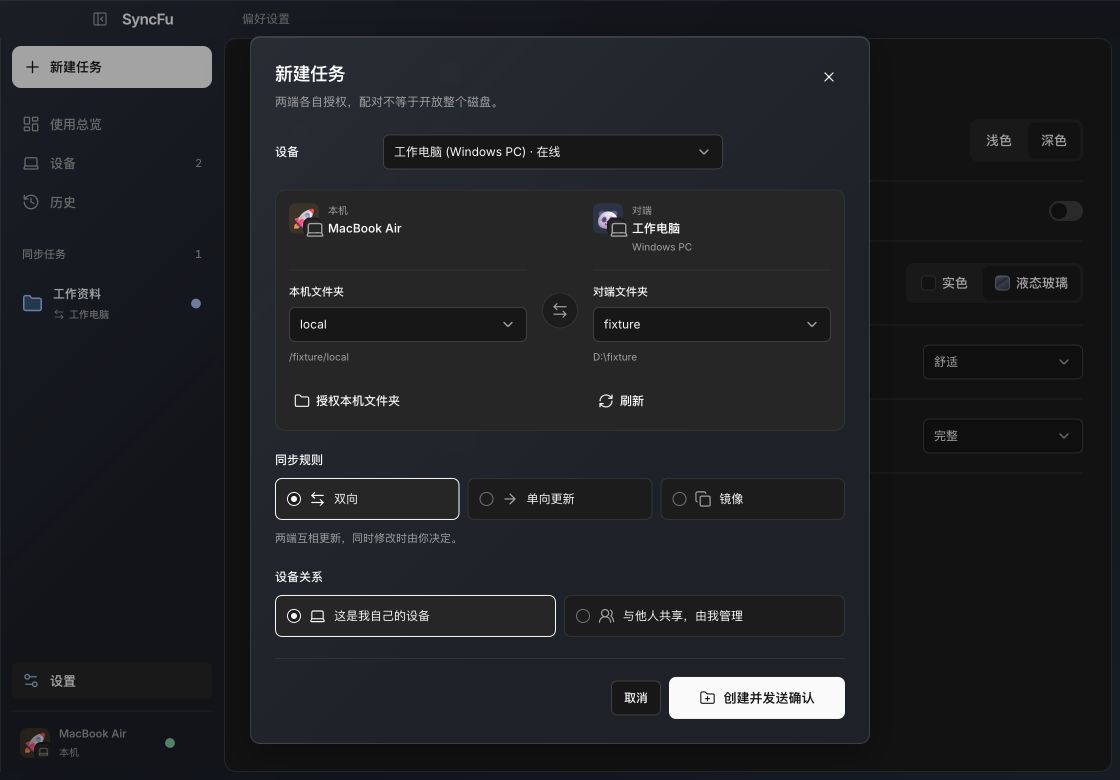 SyncFu
偏好设置
新建任务
使用总览
设备 2
历史
同步任务 1
工作资料
工作电脑
设置
MacBook Air
本机
新建任务
两端各自授权，配对不等于开放整个磁盘。
设备 工作电脑 (Windows PC) · 在线
本机
MacBook Air
对端
工作电脑
Windows PC
本机文件夹
local
/fixture/local
授权本机文件夹
对端文件夹
fixture
D:\fixture
刷新
同步规则
双向 单向更新 镜像
两端互相更新，同时修改时由你决定。
设备关系
这是我自己的设备 与他人共享，由我管理
取消 创建并发送确认
浅色 深色
实色 液态玻璃
舒适
完整